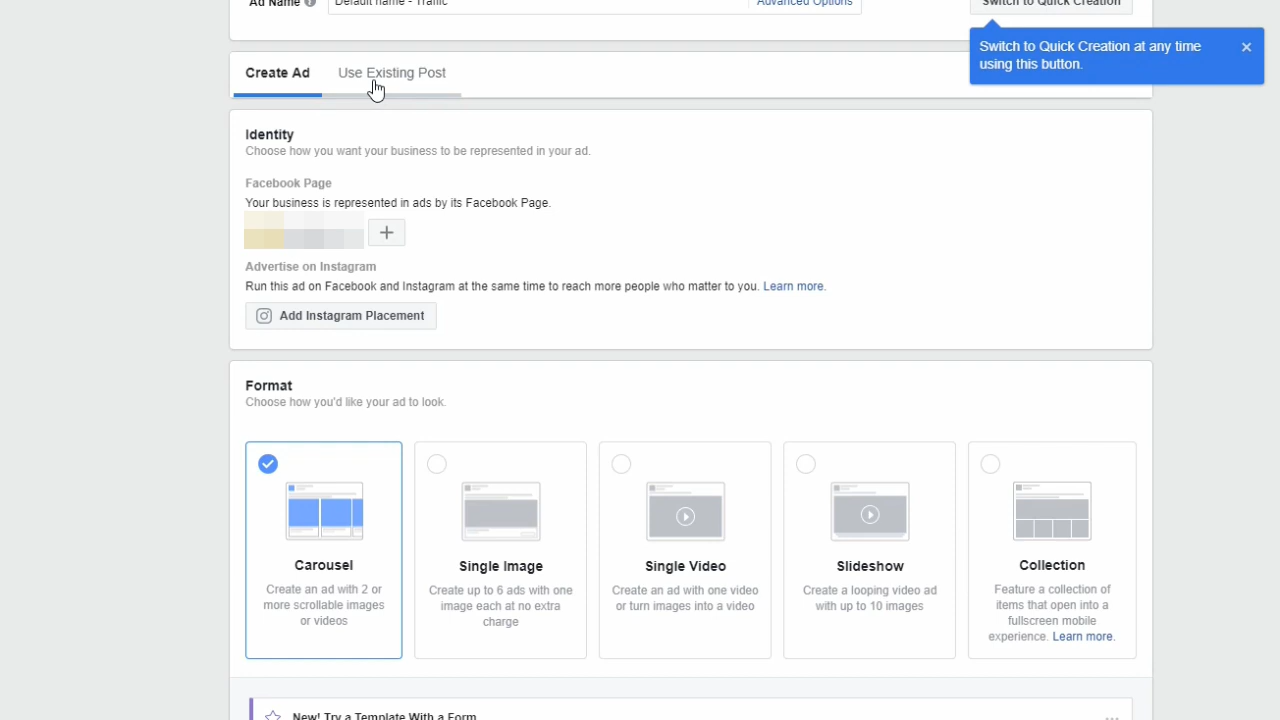 Ad Name
Default name - Traffic
Advanced Options
Switch to Quick Creation
Switch to Quick Creation at any time
using this button.
Create Ad
Use Existing Post
Identity
Choose how you want your business to be represented in your ad.
Facebook Page
Your business is represented in ads by its Facebook Page.
Advertise on Instagram
Run this ad on Facebook and Instagram at the same time to reach more people who matter to you. Learn more.
Add Instagram Placement
Format
Choose how you'd like your ad to look.
Carousel
Create an ad with 2 or
more scrollable images
or videos
Single Image
Create up to 6 ads with one
image each at no extra
charge
Single Video
Create an ad with one video
or turn images into a video
Slideshow
Create a looping video ad
with up to 10 images
Collection
Feature a collection of
items that open into a
fullscreen mobile
experience. Learn more.
New! Try a Template With a Form